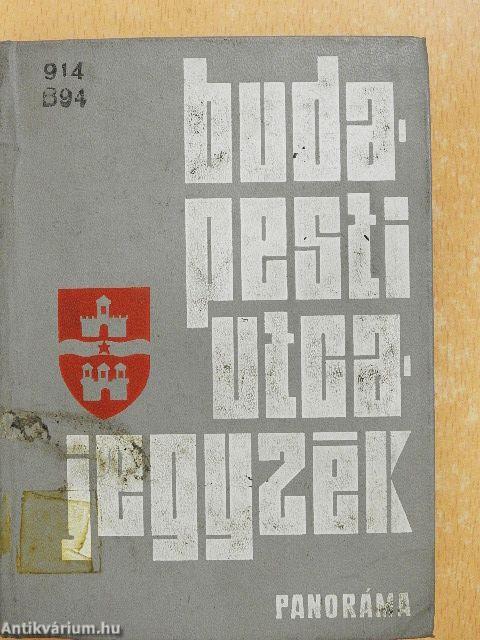 914
B94
buda-
pesti
utca-
jegyzék
PANORÁMA
Antikvárium.hu